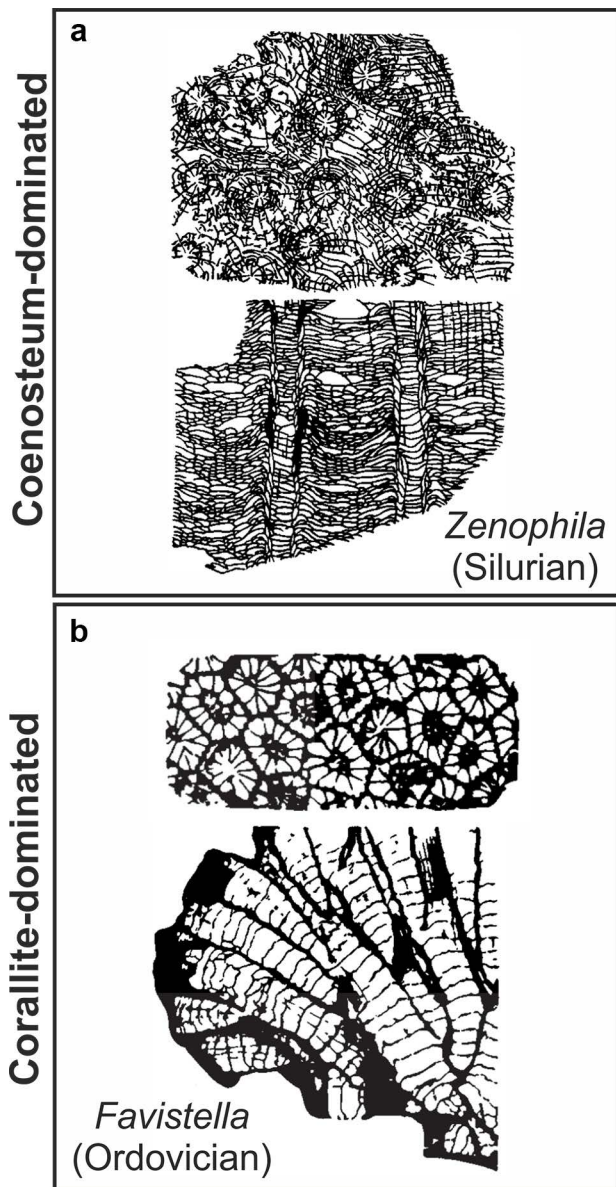 Coenosteum-dominated
a
Zenophila
(Silurian)
Corallite-dominated
b
Favistella
(Ordovician)